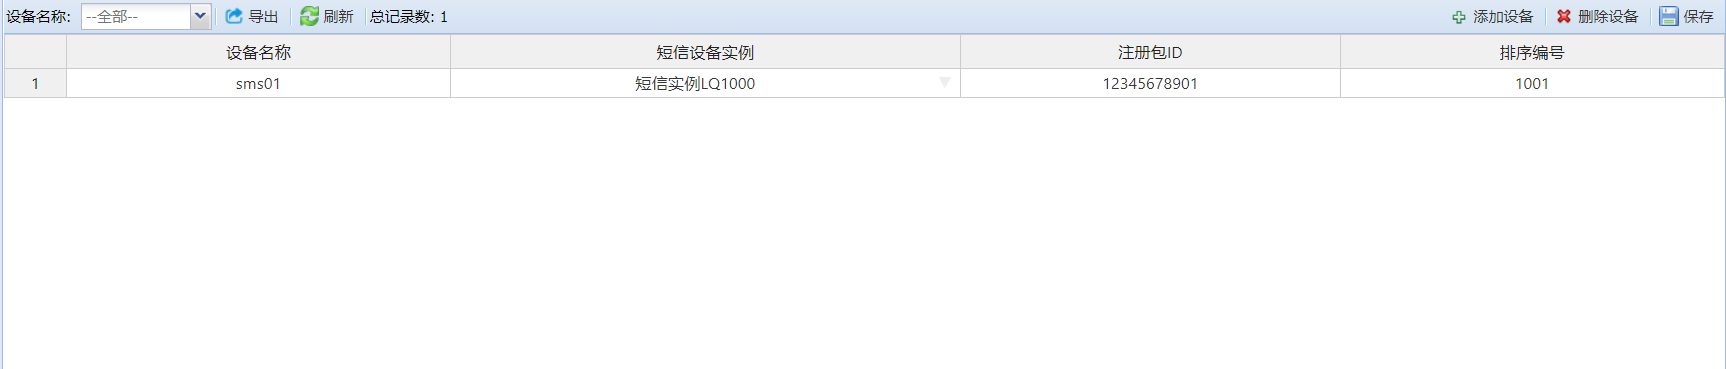 设备名称: --全部-- 导出 刷新 总记录数: 1 添加设备 删除设备 保存
设备名称 短信设备实例 注册包ID 排序编号
1 sms01 短信实例LQ1000 12345678901 1001